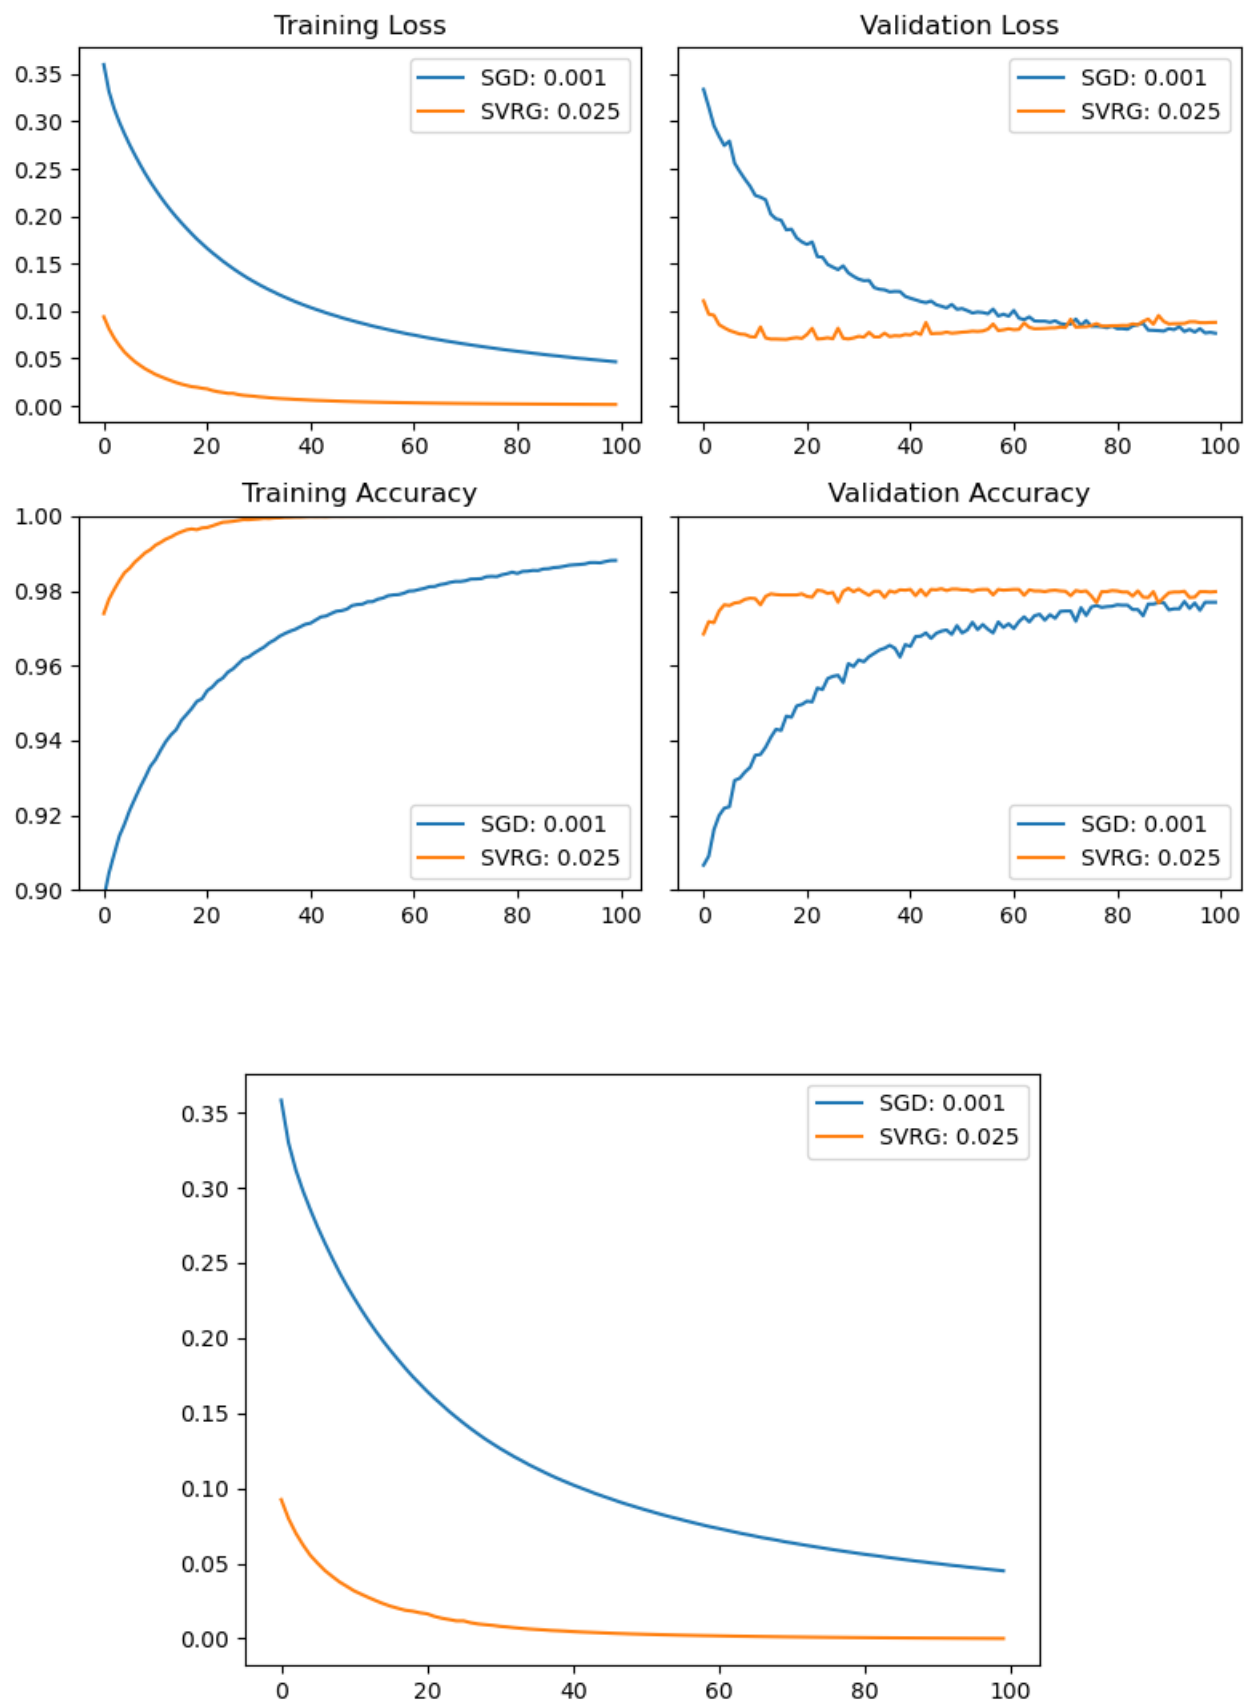 Training Loss
Validation Loss
0.35
0.30
0.25
0.20
0.15
0.10
0.05
0.00
SGD: 0.001
SVRG: 0.025
0 20 40 60 80 100
SGD: 0.001
SVRG: 0.025
0 20 40 60 80 100
Training Accuracy
Validation Accuracy
1.00
0.98
0.96
0.94
0.92
0.90
SGD: 0.001
SVRG: 0.025
0 20 40 60 80 100
SGD: 0.001
SVRG: 0.025
0 20 40 60 80 100
0.35
0.30
0.25
0.20
0.15
0.10
0.05
0.00
SGD: 0.001
SVRG: 0.025
0 20 40 60 80 100